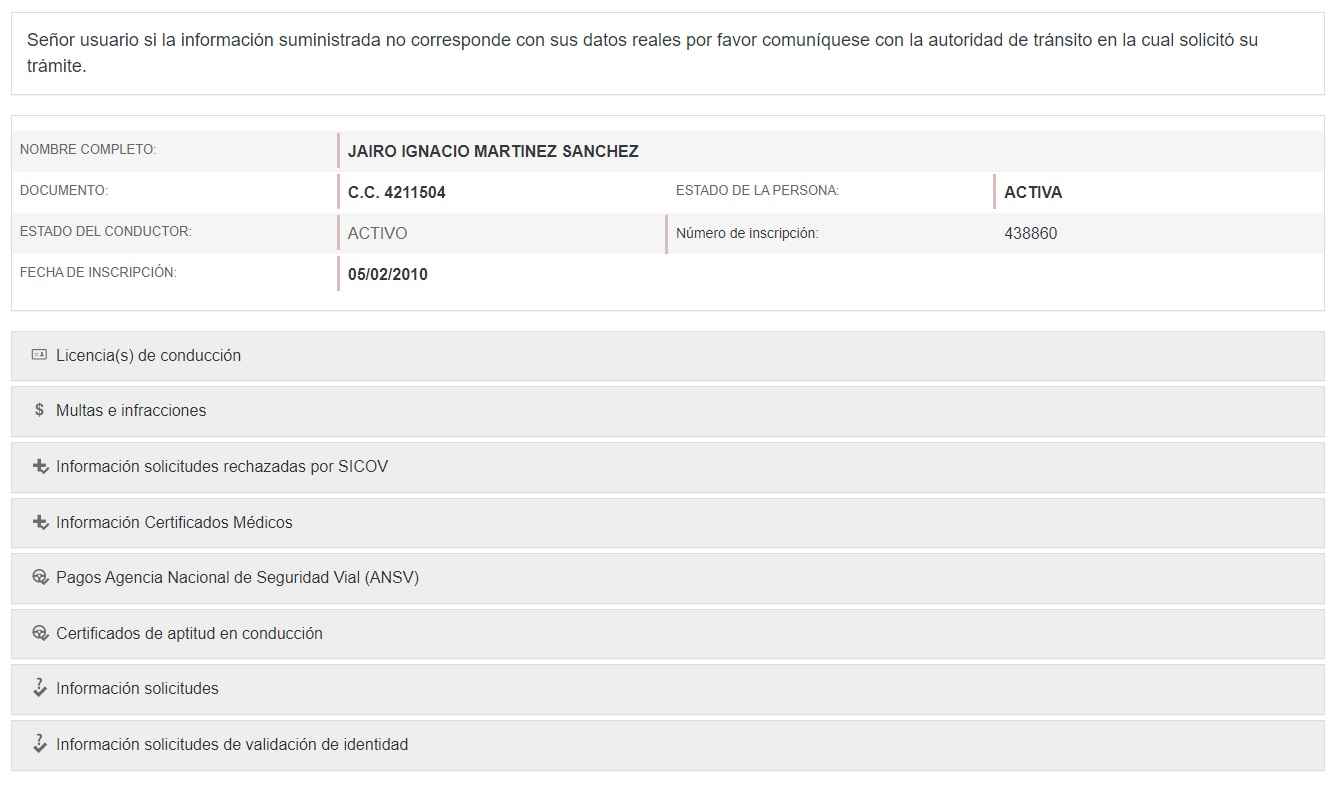 Señor usuario si la información suministrada no corresponde con sus datos reales por favor comuníquese con la autoridad de tránsito en la cual solicitó su
trámite.
NOMBRE COMPLETO: JAIRO IGNACIO MARTINEZ SANCHEZ
DOCUMENTO: C.C. 4211504 ESTADO DE LA PERSONA: ACTIVA
ESTADO DEL CONDUCTOR: ACTIVO Número de inscripción: 438860
FECHA DE INSCRIPCIÓN: 05/02/2010
Licencia(s) de conducción
$ Multas e infracciones
Información solicitudes rechazadas por SICOV
Información Certificados Médicos
Pagos Agencia Nacional de Seguridad Vial (ANSV)
Certificados de aptitud en conducción
Información solicitudes
Información solicitudes de validación de identidad